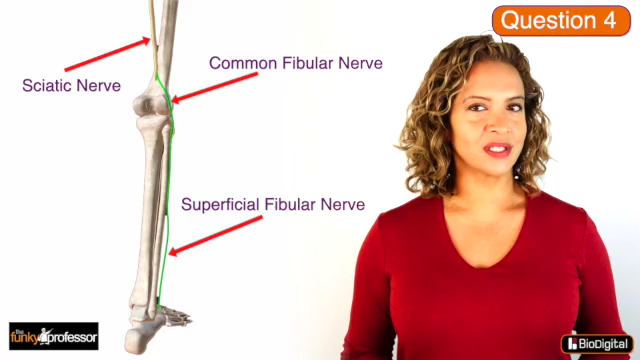 Question 4
Sciatic Nerve
Common Fibular Nerve
Superficial Fibular Nerve
the
funky professor
BioDigital